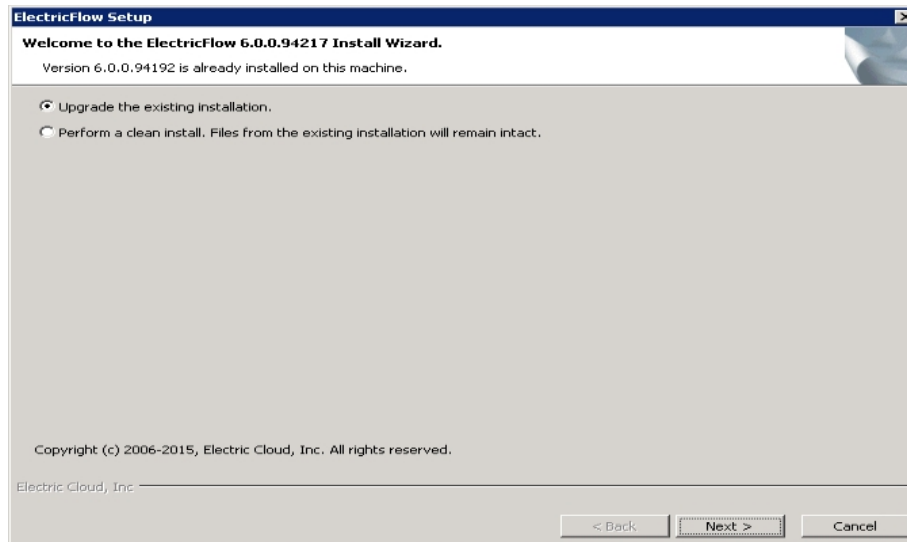 ElectricFlow Setup
Welcome to the ElectricFlow 6.0.0.94217 Install Wizard.
Version 6.0.0.94192 is already installed on this machine.
Upgrade the existing installation.
Perform a clean install. Files from the existing installation will remain intact.
Copyright (c) 2006-2015, Electric Cloud, Inc. All rights reserved.
Electric Cloud, Inc
< Back Next > Cancel